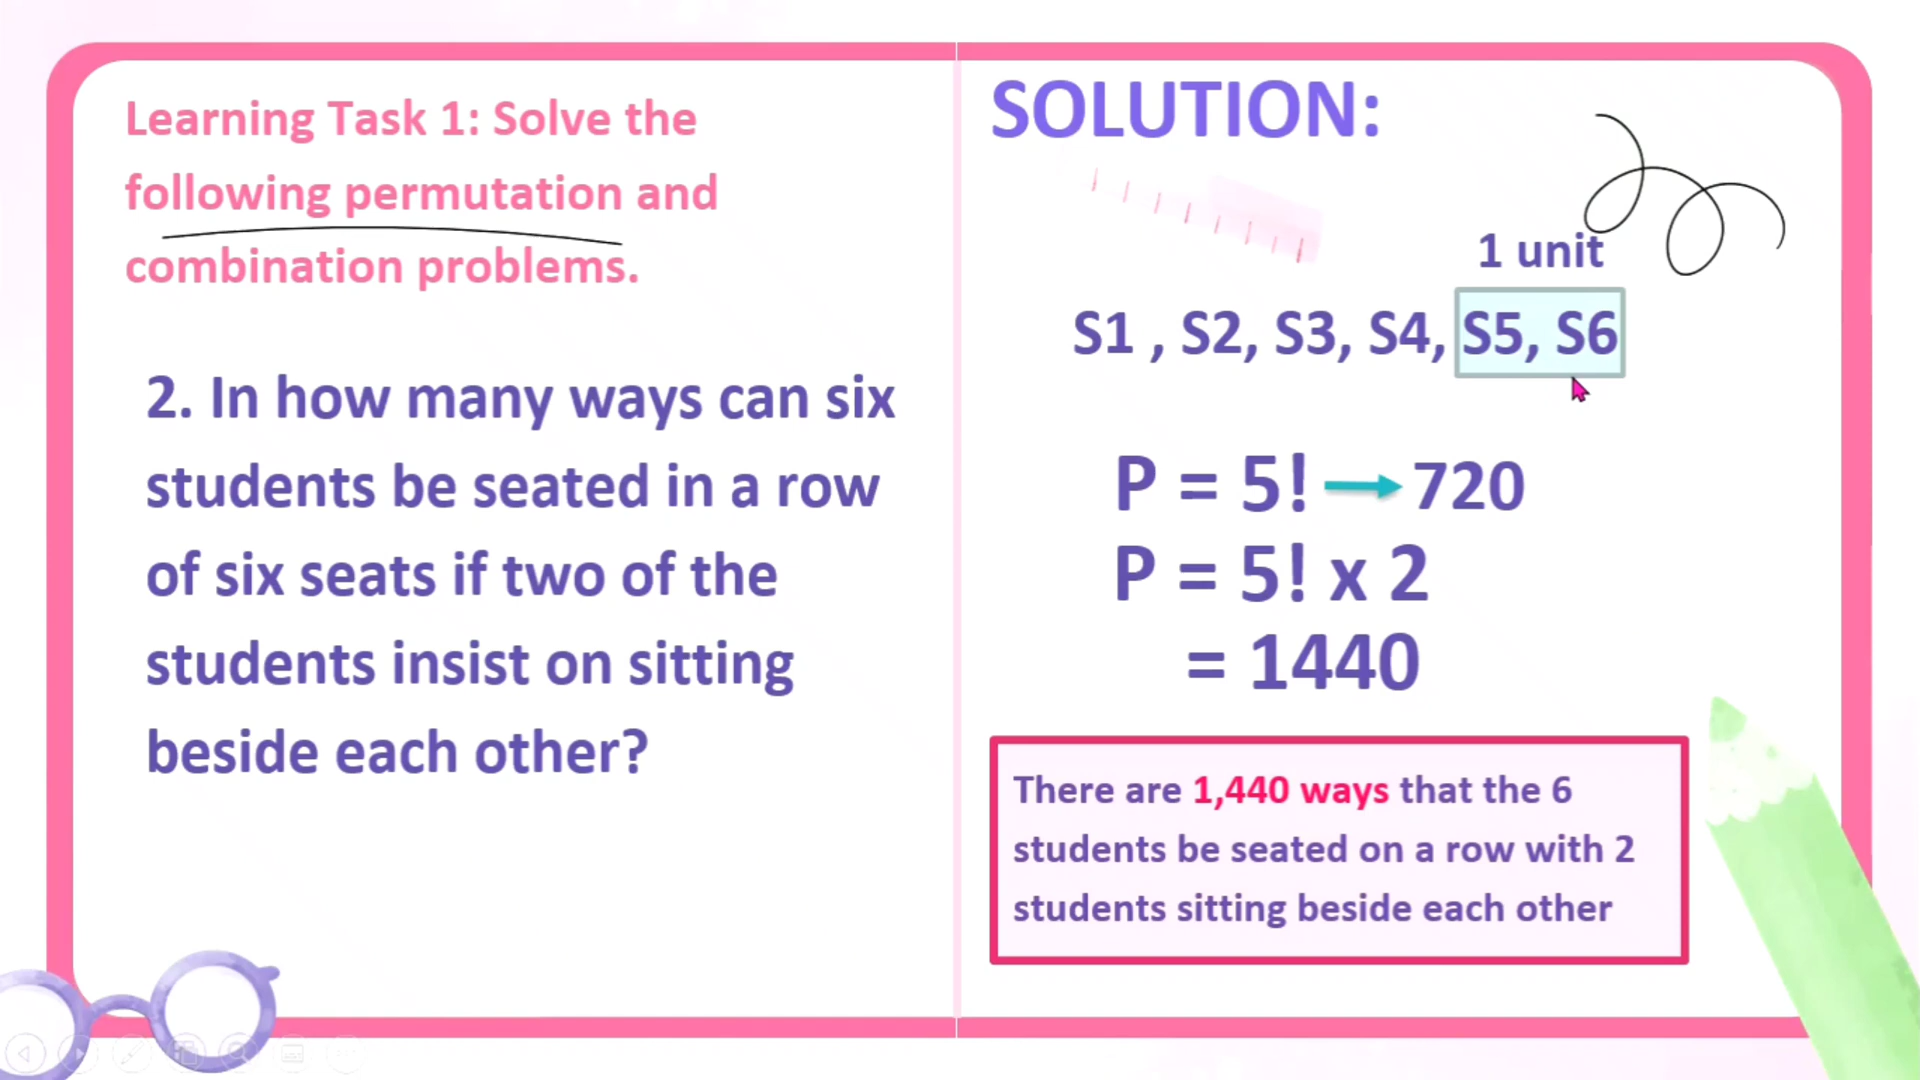 Learning Task 1: Solve the
following permutation and
combination problems.
2. In how many ways can six
students be seated in a row
of six seats if two of the
students insist on sitting
beside each other?
SOLUTION:
1 unit
S1 , S2, S3, S4, S5, S6
P = 5! → 720
P = 5! x 2
= 1440
There are 1,440 ways that the 6
students be seated on a row with 2
students sitting beside each other